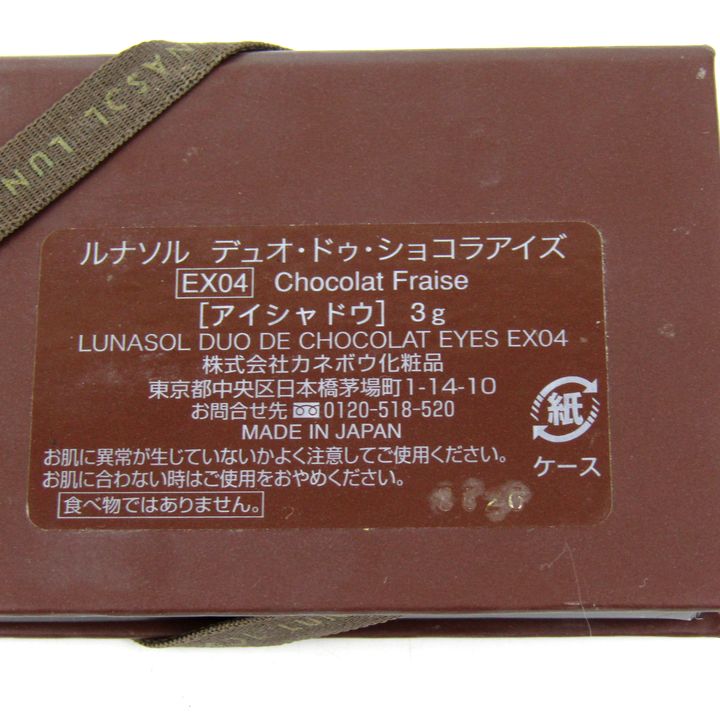 LUNASOL LUN
ルナソル デュオ・ドゥ・ショコラアイズ
EX04 Chocolat Fraise
[アイシャドウ] 3g
LUNASOL DUO DE CHOCOLAT EYES EX04
株式会社カネボウ化粧品
東京都中央区日本橋茅場町1-14-10
お問合せ先 0120-518-520
MADE IN JAPAN
お肌に異常が生じていないかよく注意してご使用ください。
お肌に合わない時はご使用をおやめください。
食べ物ではありません。
紙
ケース